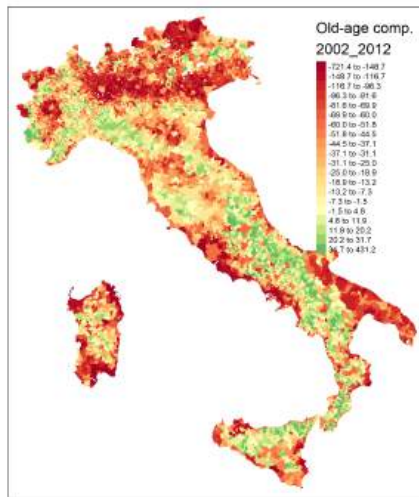 Old-age comp.
2002_2012
-721.4 to -148.7
-148.7 to -116.7
-116.7 to -96.3
-96.3 to -81.6
-81.6 to -69.9
-69.9 to -60.0
-60.0 to -51.8
-51.8 to -44.5
-44.5 to -37.1
-37.1 to -31.1
-31.1 to -25.0
-25.0 to -18.9
-18.9 to -13.2
-13.2 to -7.3
-7.3 to -1.5
-1.5 to 4.6
4.6 to 11.9
11.9 to 20.2
20.2 to 31.7
31.7 to 431.2